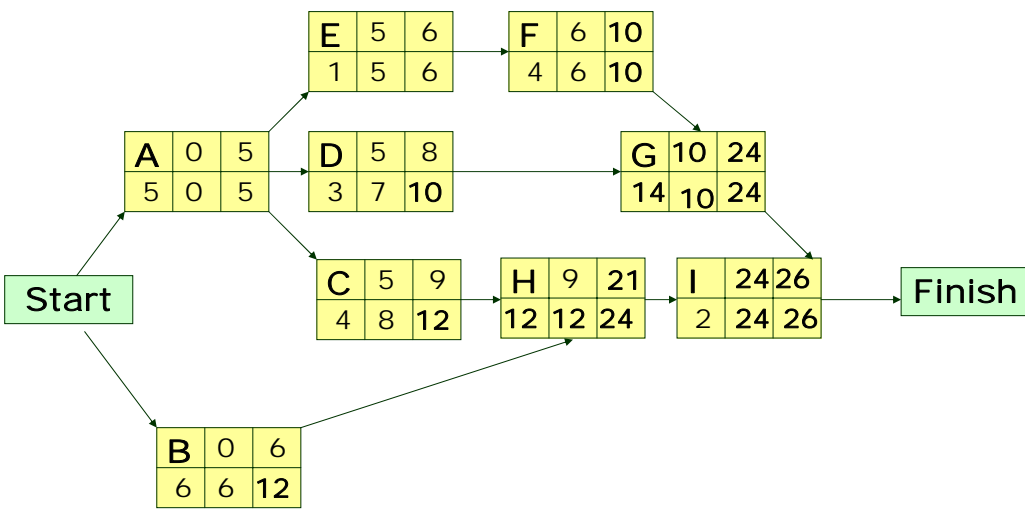 E 5 6
1 5 6
F 6 10
4 6 10
A 0 5
5 0 5
D 5 8
3 7 10
G 10 24
14 10 24
Start
C 5 9
4 8 12
H 9 21
12 12 24
I 24 26
2 24 26
Finish
B 0 6
6 6 12